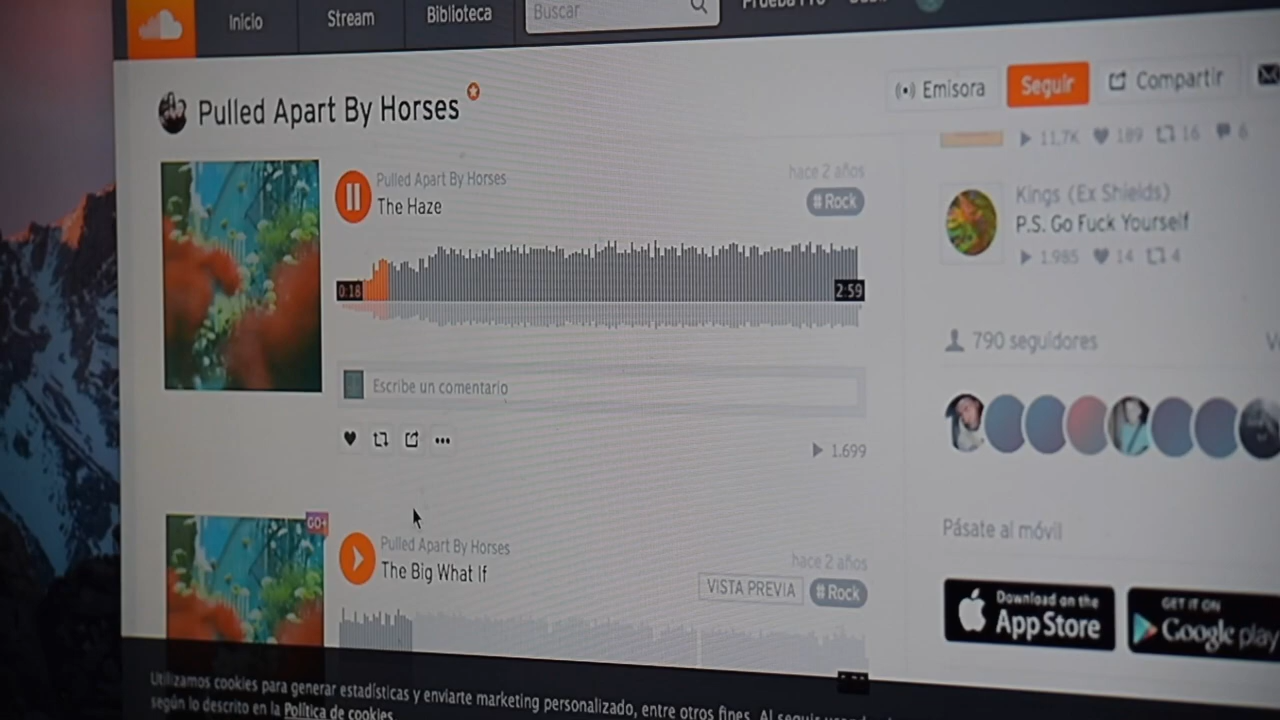 Inicio
Stream
Biblioteca
Buscar
Pulled Apart By Horses
Emisora
Seguir
Compartir
11,7K 189 16 6
Pulled Apart By Horses
The Haze
hace 2 años
# Rock
0:18
2:59
Kings (Ex Shields)
P.S. Go Fuck Yourself
1.985 14 4
790 seguidores
Escribe un comentario
1.699
Pásate al móvil
GO+
Pulled Apart By Horses
The Big What If
hace 2 años
VISTA PREVIA
# Rock
Download on the
App Store
GET IT ON
Google play
Utilizamos cookies para generar estadísticas y enviarte marketing personalizado, entre otros fines. Al seguir
según lo descrito en la Política de cookies.